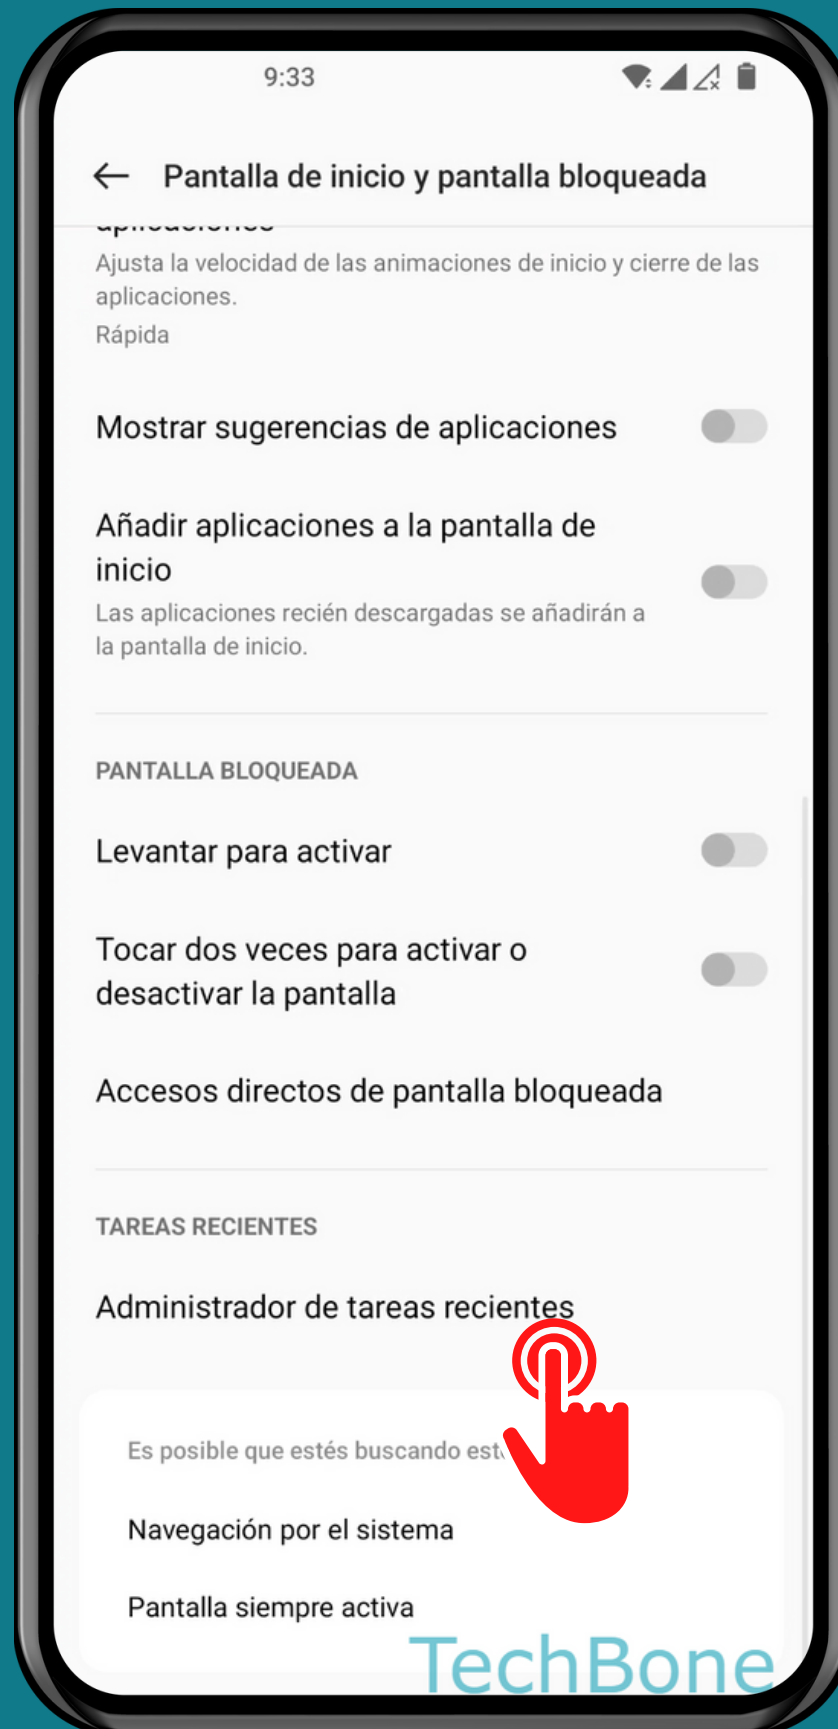 9:33
Pantalla de inicio y pantalla bloqueada
aplicaciones
Ajusta la velocidad de las animaciones de inicio y cierre de las
aplicaciones.
Rápida
Mostrar sugerencias de aplicaciones
Añadir aplicaciones a la pantalla de
inicio
Las aplicaciones recién descargadas se añadirán a
la pantalla de inicio.
PANTALLA BLOQUEADA
Levantar para activar
Tocar dos veces para activar o
desactivar la pantalla
Accesos directos de pantalla bloqueada
TAREAS RECIENTES
Administrador de tareas recientes
Es posible que estés buscando
Navegación por el sistema
Pantalla siempre activa
TechBone